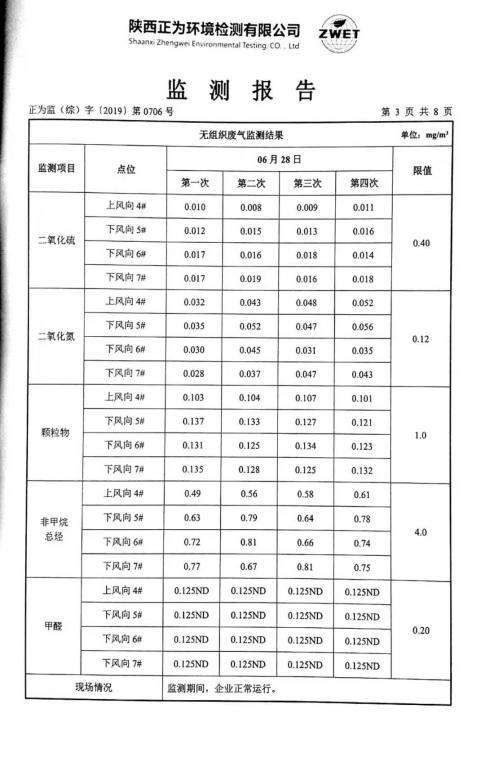 陕西正为环境检测有限公司
Shaanxi Zhengwei Environmental Testing. CO. , Ltd
ZWET
监 测 报 告
正为监（综）字〔2019〕第 0706 号
第 3 页 共 8 页
无组织废气监测结果 单位：mg/m³
监测项目 点位 06 月 28 日 限值
第一次 第二次 第三次 第四次
二氧化硫 0.40
上风向 4# 0.010 0.008 0.009 0.011
下风向 5# 0.012 0.015 0.013 0.016
下风向 6# 0.017 0.016 0.018 0.014
下风向 7# 0.017 0.019 0.016 0.018
二氧化氮 0.12
上风向 4# 0.032 0.043 0.048 0.052
下风向 5# 0.035 0.052 0.047 0.056
下风向 6# 0.030 0.045 0.031 0.035
下风向 7# 0.028 0.037 0.047 0.043
颗粒物 1.0
上风向 4# 0.103 0.104 0.107 0.101
下风向 5# 0.137 0.133 0.127 0.121
下风向 6# 0.131 0.125 0.134 0.123
下风向 7# 0.135 0.128 0.125 0.132
非甲烷
总烃 4.0
上风向 4# 0.49 0.56 0.58 0.61
下风向 5# 0.63 0.79 0.64 0.78
下风向 6# 0.72 0.81 0.66 0.74
下风向 7# 0.77 0.67 0.81 0.75
甲醛 0.20
上风向 4# 0.125ND 0.125ND 0.125ND 0.125ND
下风向 5# 0.125ND 0.125ND 0.125ND 0.125ND
下风向 6# 0.125ND 0.125ND 0.125ND 0.125ND
下风向 7# 0.125ND 0.125ND 0.125ND 0.125ND
现场情况 监测期间，企业正常运行。